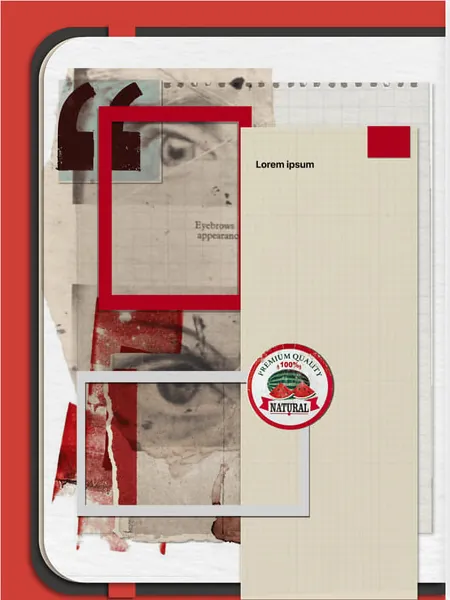 “
Lorem ipsum
Eyebrows
appearanc
PREMIUM QUALITY
100%
NATURAL